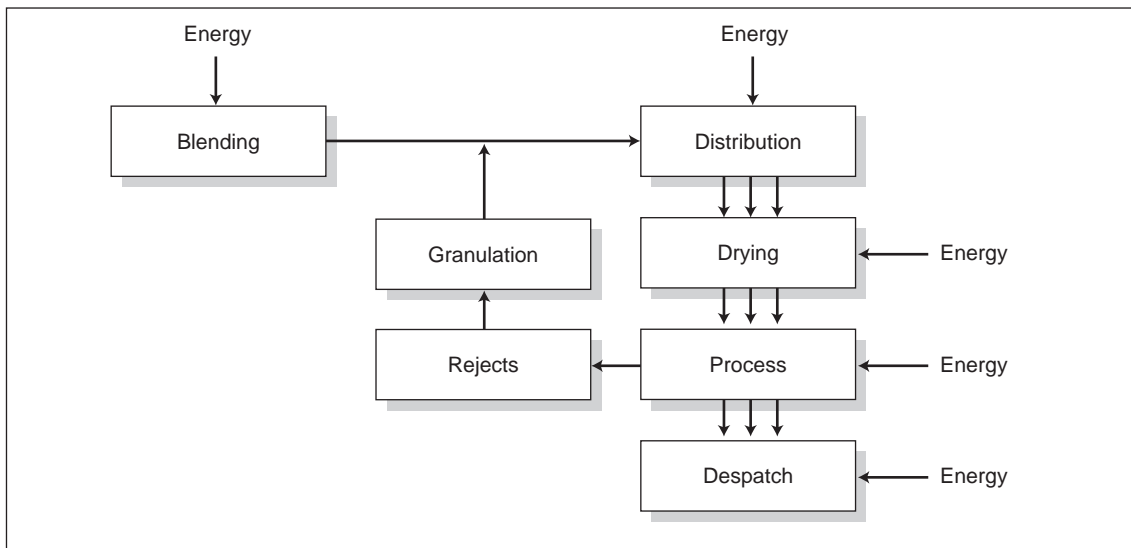 Energy
Energy
Blending
Distribution
Granulation
Drying
Energy
Rejects
Process
Energy
Despatch
Energy